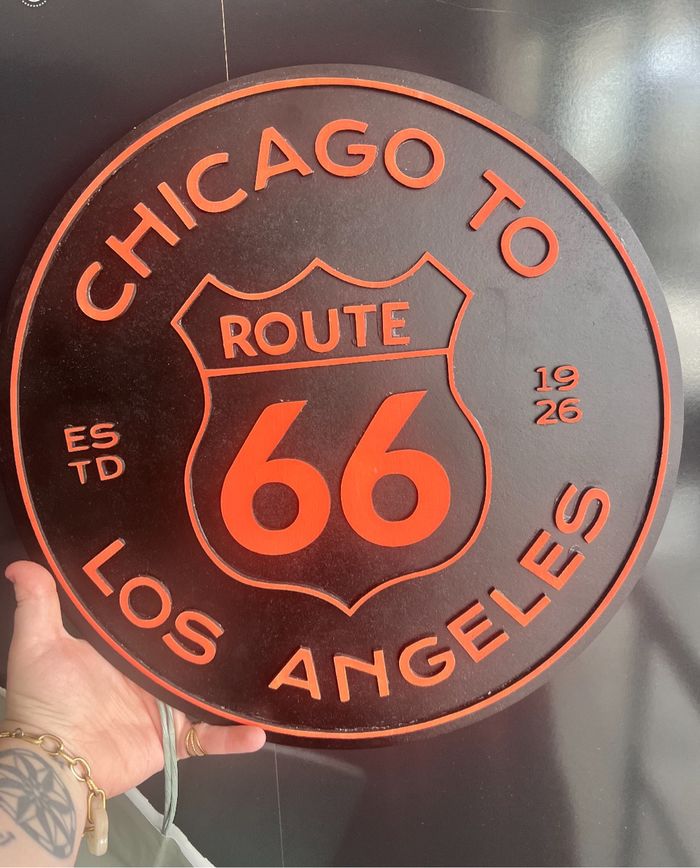 CHICAGO TO
ROUTE
66
ES
TD
19
26
LOS ANGELES